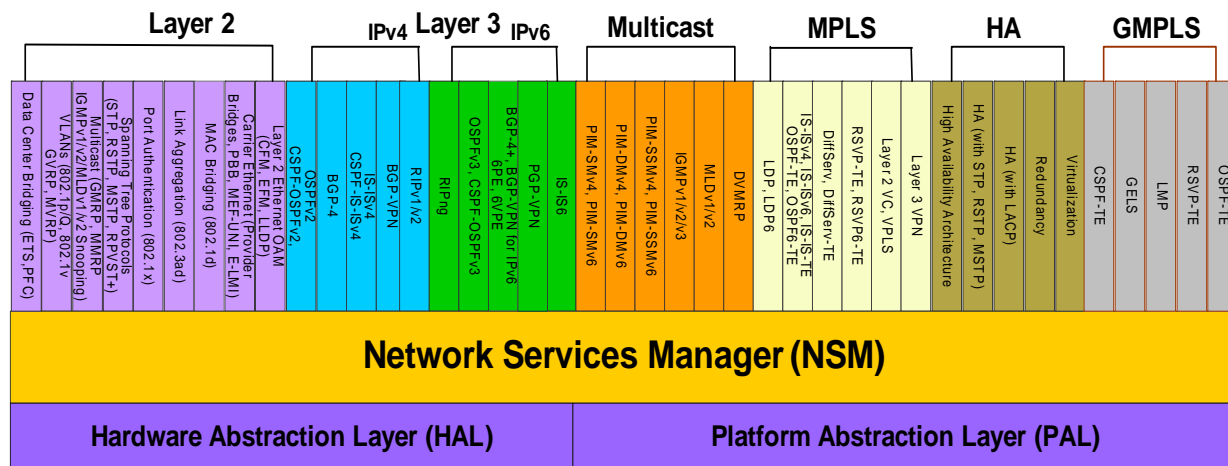 Layer 2
IPv4
Layer 3
IPv6
Multicast
MPLS
HA
GMPLS
Data Center Bridging (ETS,PFC)
VLANs (802.1p/Q, 802.1v
GVRP, MVRP)
Multicast (GMRP, MMRP
IGMPv1/v2/MLDv1/v2 Snooping)
Spanning Tree Protocols
(STP, RSTP, MSTP, RPVST+)
Port Authentication (802.1x)
Link Aggregation (802.3ad)
MAC Bridging (802.1d)
Carrier Ethernet (Provider
Bridges, PBB, MEF-UNI, E-LMI)
Layer 2 Ethernet OAM
(CFM, EFM, LLDP)
OSPFv2
CSPF-OSPFv2,
BGP-4
IS-ISv4
CSPF-IS-ISv4
BGP-VPN
RIPv1/v2
RIPng
OSPFv3, CSPF-OSPFv3
BGP-4+, BGP-VPN for IPv6
6PE, 6VPE
PGP-VPN
IS-IS6
PIM-SMv4, PIM-SMv6
PIM-DMv4, PIM-DMv6
PIM-SSMv4, PIM-SSMv6
IGMPv1/v2/v3
MLDv1/v2
DVMRP
LDP, LDP6
IS-ISv4, IS-ISv6, IS-IS-TE
OSPF-TE, OSPF6-TE
DiffServ, DiffServ-TE
RSVP-TE, RSVP6-TE
Layer 2 VC, VPLS
Layer 3 VPN
High Availability Architecture
HA (with STP, RSTP, MSTP)
HA (with LACP)
Redundancy
Virtualization
CSPF-TE
GELS
LMP
RSVP-TE
OSPF-TE
Network Services Manager (NSM)
Hardware Abstraction Layer (HAL)
Platform Abstraction Layer (PAL)